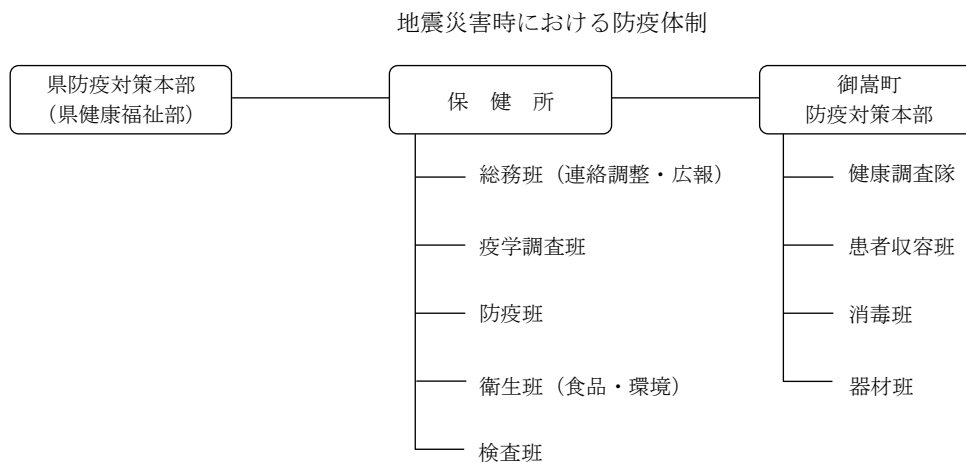 地震災害時における防疫体制
県防疫対策本部
（県健康福祉部）
保　健　所
御嵩町
防疫対策本部
総務班（連絡調整・広報）
疫学調査班
防疫班
衛生班（食品・環境）
検査班
健康調査隊
患者収容班
消毒班
器材班